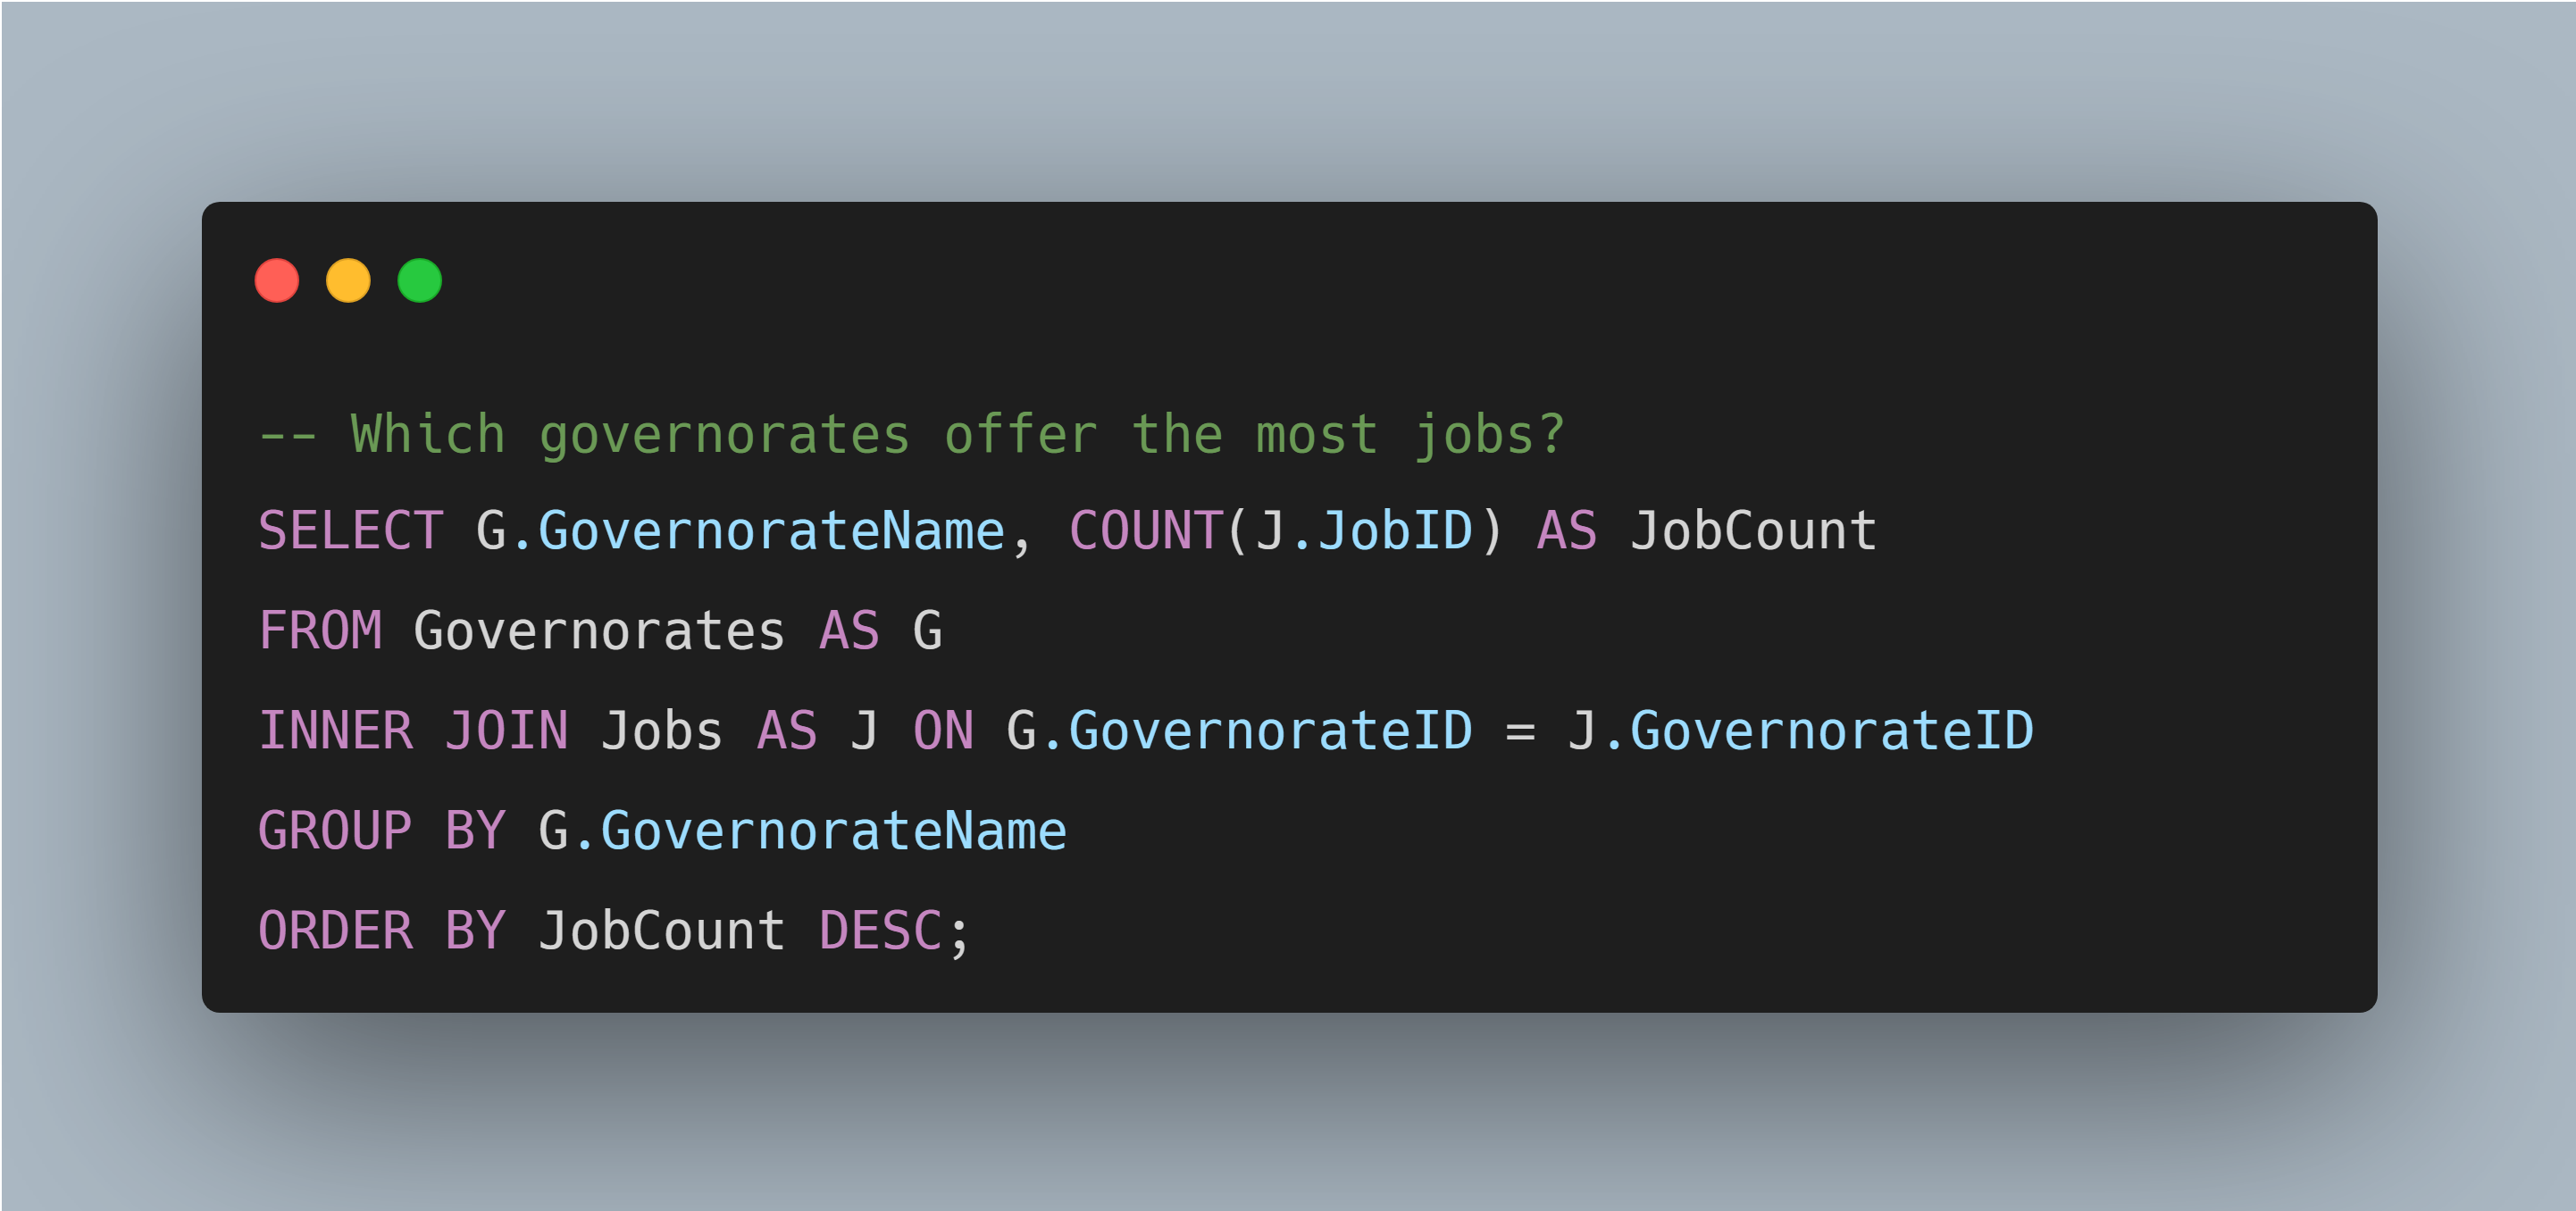 -- Which governorates offer the most jobs?
SELECT G.GovernorateName, COUNT(J.JobID) AS JobCount
FROM Governorates AS G
INNER JOIN Jobs AS J ON G.GovernorateID = J.GovernorateID
GROUP BY G.GovernorateName
ORDER BY JobCount DESC;